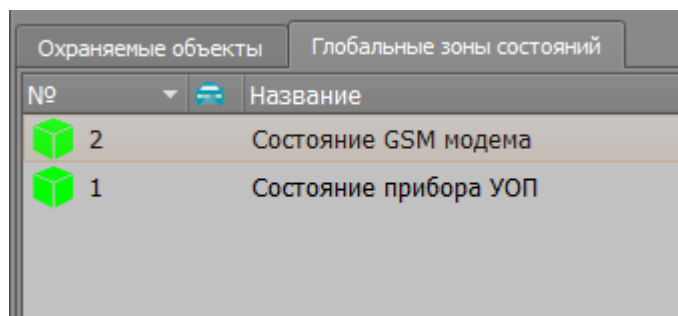 Охраняемые объекты Глобальные зоны состояний
№ Название
2 Состояние GSM модема
1 Состояние прибора УОП